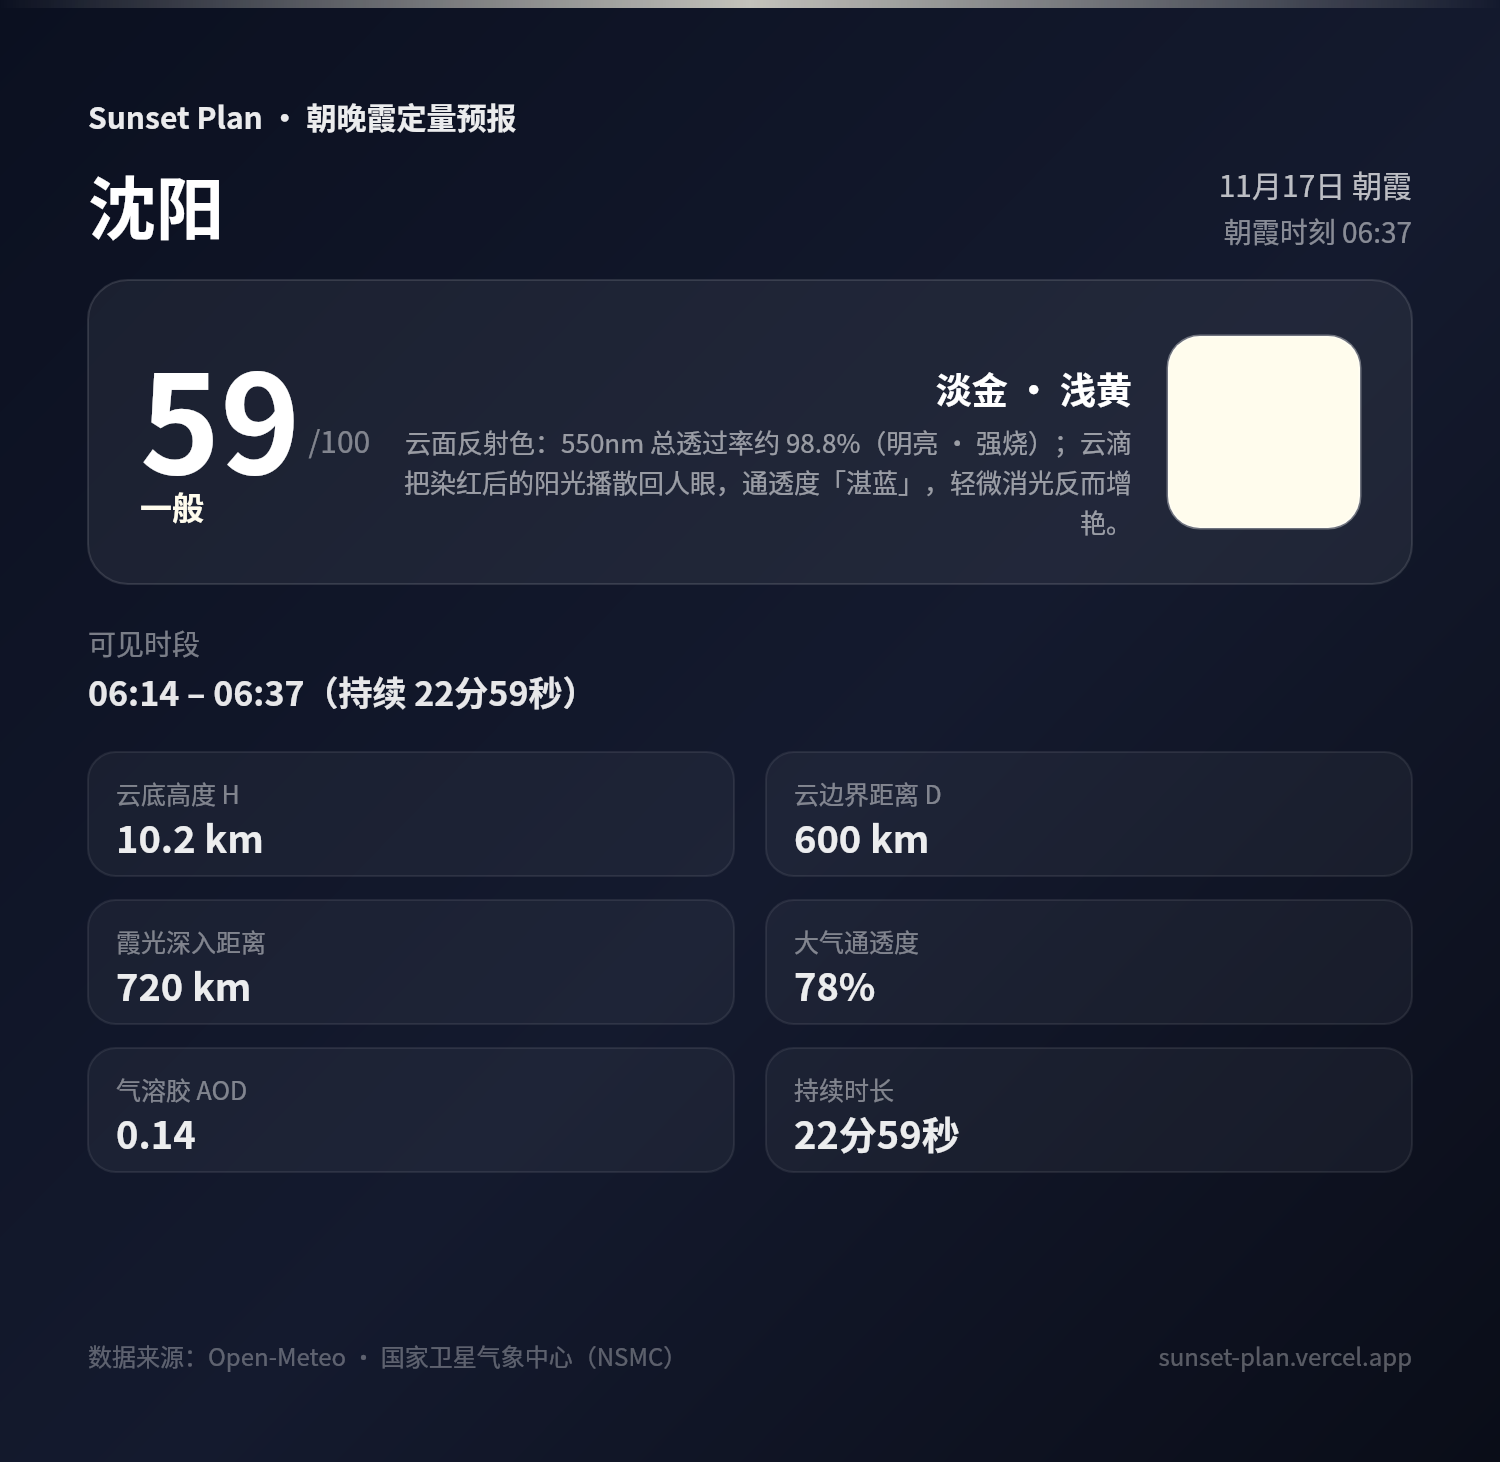 Sunset Plan · 朝晚霞定量预报
沈阳
11月17日 朝霞
朝霞时刻 06:37
59 /100
一般
淡金 · 浅黄
云面反射色：550nm 总透过率约 98.8%（明亮 · 强烧）；云滴
把染红后的阳光播散回人眼，通透度「湛蓝」，轻微消光反而增
艳。
可见时段
06:14 – 06:37（持续 22分59秒）
云底高度 H
10.2 km
云边界距离 D
600 km
霞光深入距离
720 km
大气通透度
78%
气溶胶 AOD
0.14
持续时长
22分59秒
数据来源：Open-Meteo · 国家卫星气象中心（NSMC）
sunset-plan.vercel.app